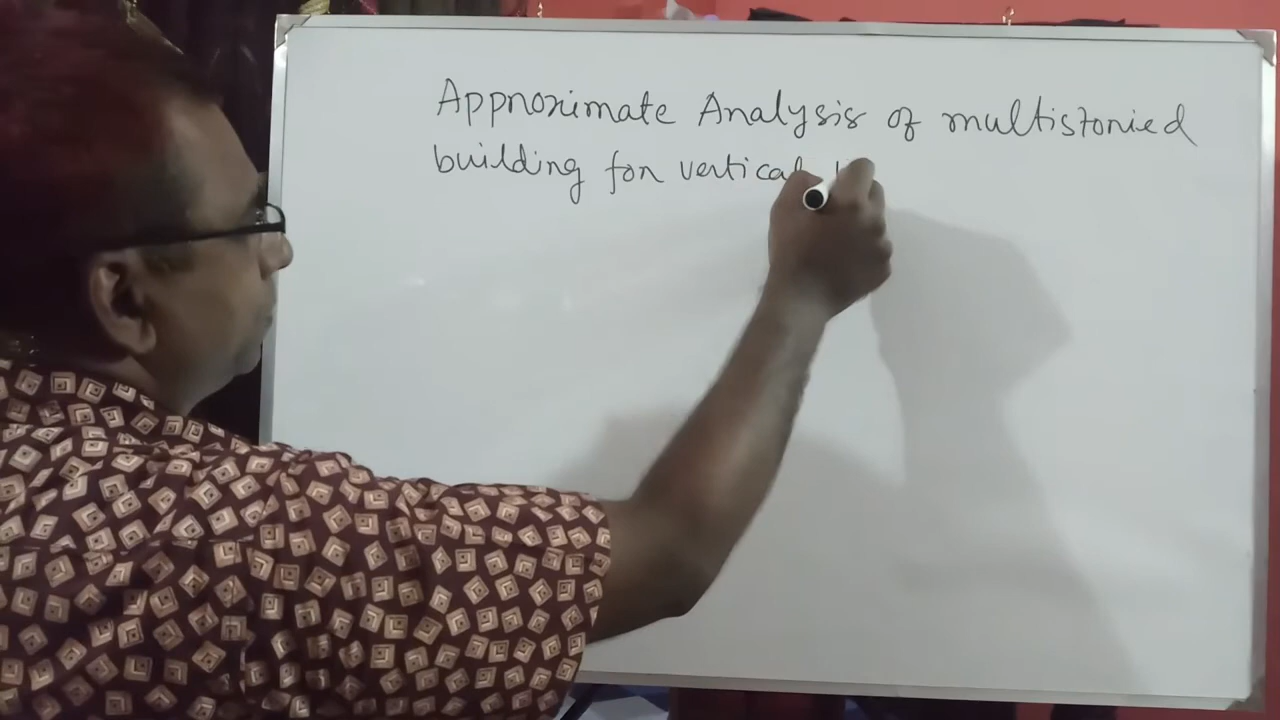 Approximate Analysis of multistoried
building for vertical